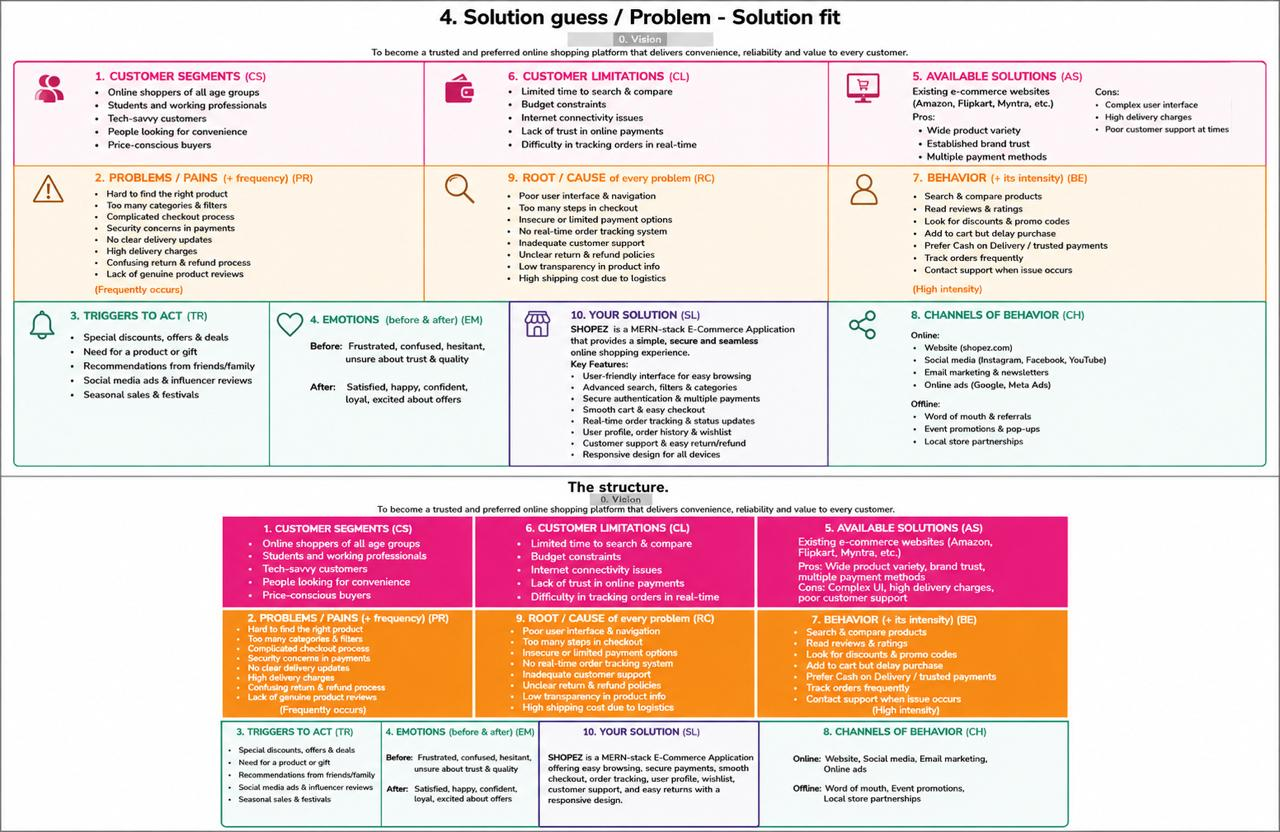 4. Solution guess / Problem - Solution fit
0. Vision
To become a trusted and preferred online shopping platform that delivers convenience, reliability and value to every customer.
1. CUSTOMER SEGMENTS (CS)
• Online shoppers of all age groups
• Students and working professionals
• Tech-savvy customers
• People looking for convenience
• Price-conscious buyers
6. CUSTOMER LIMITATIONS (CL)
• Limited time to search & compare
• Budget constraints
• Internet connectivity issues
• Lack of trust in online payments
• Difficulty in tracking orders in real-time
5. AVAILABLE SOLUTIONS (AS)
Existing e-commerce websites
(Amazon, Flipkart, Myntra, etc.)
Pros:
• Wide product variety
• Established brand trust
• Multiple payment methods
Cons:
• Complex user interface
• High delivery charges
• Poor customer support at times
2. PROBLEMS / PAINS (+ frequency) (PR)
• Hard to find the right product
• Too many categories & filters
• Complicated checkout process
• Security concerns in payments
• No clear delivery updates
• High delivery charges
• Confusing return & refund process
• Lack of genuine product reviews
(Frequently occurs)
9. ROOT / CAUSE of every problem (RC)
• Poor user interface & navigation
• Too many steps in checkout
• Insecure or limited payment options
• No real-time order tracking system
• Inadequate customer support
• Unclear return & refund policies
• Low transparency in product info
• High shipping cost due to logistics
7. BEHAVIOR (+ its intensity) (BE)
• Search & compare products
• Read reviews & ratings
• Look for discounts & promo codes
• Add to cart but delay purchase
• Prefer Cash on Delivery / trusted payments
• Track orders frequently
• Contact support when issue occurs
(High intensity)
3. TRIGGERS TO ACT (TR)
• Special discounts, offers & deals
• Need for a product or gift
• Recommendations from friends/family
• Social media ads & influencer reviews
• Seasonal sales & festivals
4. EMOTIONS (before & after) (EM)
Before: Frustrated, confused, hesitant,
unsure about trust & quality
After: Satisfied, happy, confident,
loyal, excited about offers
10. YOUR SOLUTION (SL)
SHOPEZ is a MERN-stack E-Commerce Application
that provides a simple, secure and seamless
online shopping experience.
Key Features:
• User-friendly interface for easy browsing
• Advanced search, filters & categories
• Secure authentication & multiple payments
• Smooth cart & easy checkout
• Real-time order tracking & status updates
• User profile, order history & wishlist
• Customer support & easy return/refund
• Responsive design for all devices
8. CHANNELS OF BEHAVIOR (CH)
Online:
• Website (shopez.com)
• Social media (Instagram, Facebook, YouTube)
• Email marketing & newsletters
• Online ads (Google, Meta Ads)
Offline:
• Word of mouth & referrals
• Event promotions & pop-ups
• Local store partnerships
The structure.
0. Vision
To become a trusted and preferred online shopping platform that delivers convenience, reliability and value to every customer.
1. CUSTOMER SEGMENTS (CS)
• Online shoppers of all age groups
• Students and working professionals
• Tech-savvy customers
• People looking for convenience
• Price-conscious buyers
6. CUSTOMER LIMITATIONS (CL)
• Limited time to search & compare
• Budget constraints
• Internet connectivity issues
• Lack of trust in online payments
• Difficulty in tracking orders in real-time
5. AVAILABLE SOLUTIONS (AS)
Existing e-commerce websites (Amazon,
Flipkart, Myntra, etc.)
Pros: Wide product variety, brand trust,
multiple payment methods
Cons: Complex UI, high delivery charges,
poor customer support
2. PROBLEMS / PAINS (+ frequency) (PR)
• Hard to find the right product
• Too many categories & filters
• Complicated checkout process
• Security concerns in payments
• No clear delivery updates
• High delivery charges
• Confusing return & refund process
• Lack of genuine product reviews
(Frequently occurs)
9. ROOT / CAUSE of every problem (RC)
• Poor user interface & navigation
• Too many steps in checkout
• Insecure or limited payment options
• No real-time order tracking system
• Inadequate customer support
• Unclear return & refund policies
• Low transparency in product info
• High shipping cost due to logistics
7. BEHAVIOR (+ its intensity) (BE)
• Search & compare products
• Read reviews & ratings
• Look for discounts & promo codes
• Add to cart but delay purchase
• Prefer Cash on Delivery / trusted payments
• Track orders frequently
• Contact support when issue occurs
(High intensity)
3. TRIGGERS TO ACT (TR)
• Special discounts, offers & deals
• Need for a product or gift
• Recommendations from friends/family
• Social media ads & influencer reviews
• Seasonal sales & festivals
4. EMOTIONS (before & after) (EM)
Before: Frustrated, confused, hesitant,
unsure about trust & quality
After: Satisfied, happy, confident,
loyal, excited about offers
10. YOUR SOLUTION (SL)
SHOPEZ is a MERN-stack E-Commerce Application
offering easy browsing, secure payments, smooth
checkout, order tracking, user profile, wishlist,
customer support, and easy returns with a
responsive design.
8. CHANNELS OF BEHAVIOR (CH)
Online: Website, Social media, Email marketing,
Online ads
Offline: Word of mouth, Event promotions,
Local store partnerships